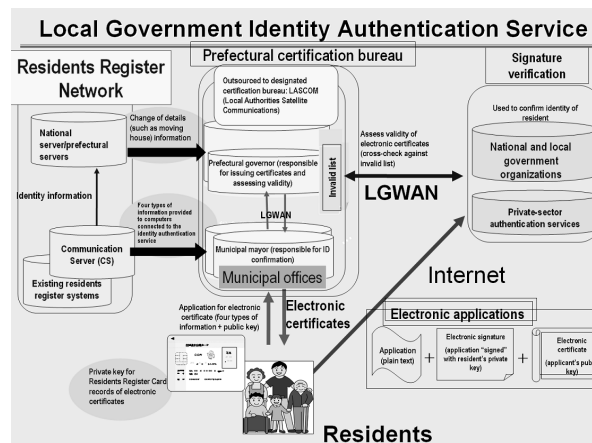 Local Government Identity Authentication Service
Residents Register
Network
National
server/prefectural
servers
Identity information
Communication
Server (CS)
Existing residents
register systems
Change of details
(such as moving
house) information
Four types of
information provided
to computers
connected to the
identity authentication
service
Prefectural certification bureau
Outsourced to designated
certification bureau: LASCOM
(Local Authorities Satellite
Communications)
Prefectural governor (responsible
for issuing certificates and
assessing validity)
Invalid list
LGWAN
Municipal mayor (responsible for ID
confirmation)
Municipal offices
Assess validity of
electronic certificates
(cross-check against
invalid list)
LGWAN
Signature
verification
Used to confirm identity of
resident
National and local
government
organizations
Private-sector
authentication services
Internet
Application for electronic
certificate (four types of
information + public key)
Electronic
certificates
Private key for
Residents Register Card
records of electronic
certificates
Residents
Electronic applications
Application
(plain text)
+
Electronic signature
(application "signed"
with resident's private
key)
+
Electronic
certificate
(applicant's pub
key)